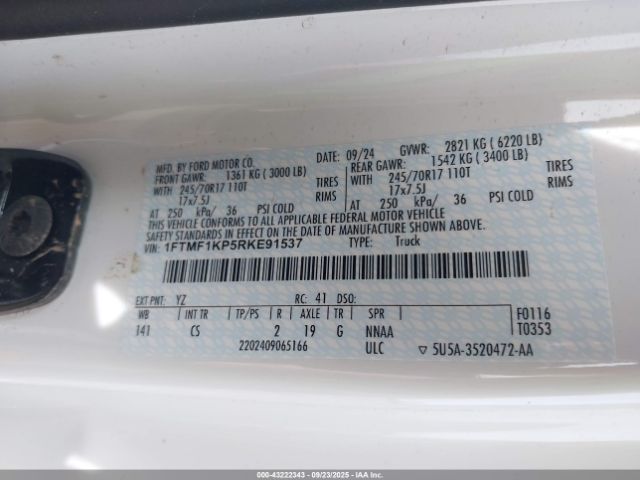 MFD. BY FORD MOTOR CO.
DATE: 09/24 GVWR: 2821 KG ( 6220 LB)
FRONT GAWR: 1361 KG ( 3000 LB) REAR GAWR: 1542 KG ( 3400 LB)
WITH 245/70R17 110T TIRES WITH 245/70R17 110T TIRES
17x7.5J RIMS 17x7.5J RIMS
AT 250 kPa/ 36 PSI COLD AT 250 kPa/ 36 PSI COLD
THIS VEHICLE CONFORMS TO ALL APPLICABLE FEDERAL MOTOR VEHICLE
SAFETY STANDARDS IN EFFECT ON THE DATE OF MANUFACTURE SHOWN ABOVE.
VIN: 1FTMF1KP5RKE91537 TYPE: Truck
EXT PNT: YZ RC: 41 DSO:
WB INT TR TP/PS R AXLE TR SPR F0116
141 CS 2 19 G NNAA T0353
2202409065166 ULC ▽ 5U5A-3520472-AA
000-43222343 - 09/23/2025 - IAAI.CA